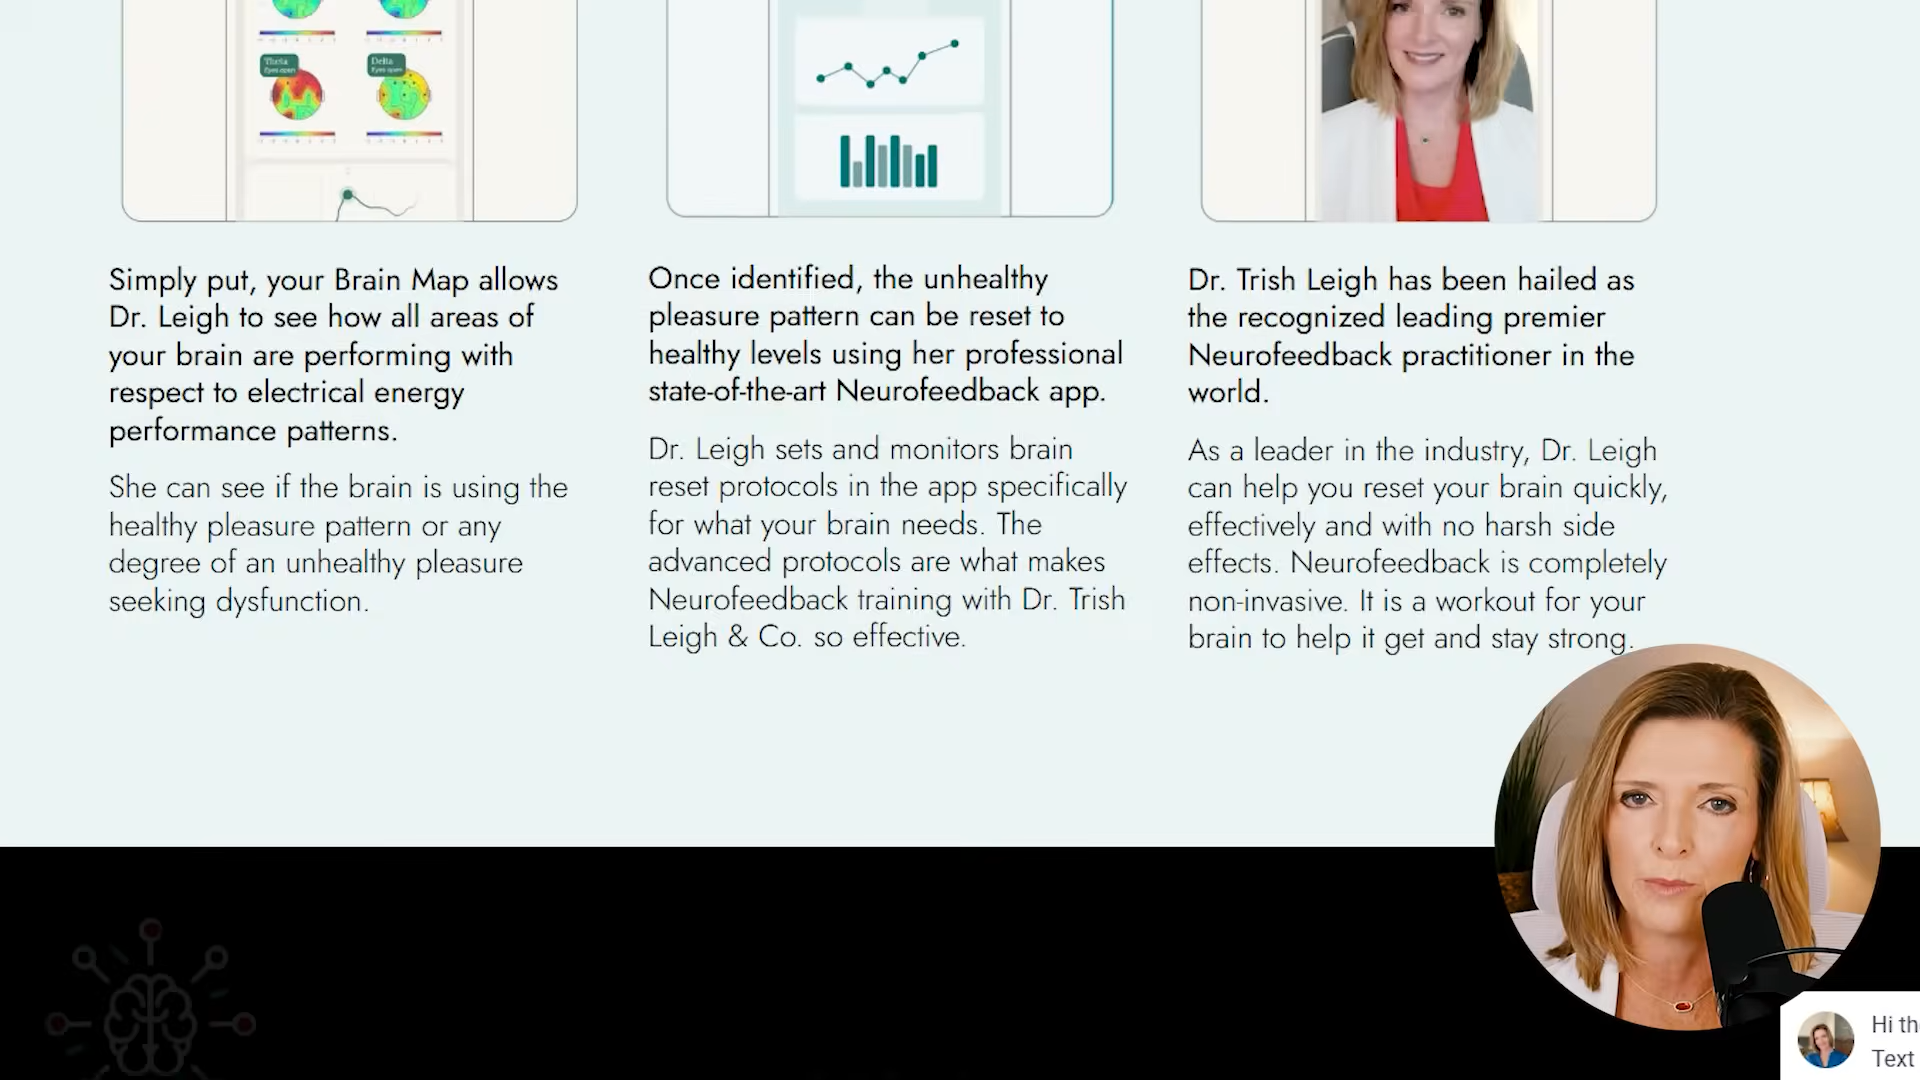 Theta
Eyes open
Delta
Eyes open
Simply put, your Brain Map allows
Dr. Leigh to see how all areas of
your brain are performing with
respect to electrical energy
performance patterns.
She can see if the brain is using the
healthy pleasure pattern or any
degree of an unhealthy pleasure
seeking dysfunction.
Once identified, the unhealthy
pleasure pattern can be reset to
healthy levels using her professional
state-of-the-art Neurofeedback app.
Dr. Leigh sets and monitors brain
reset protocols in the app specifically
for what your brain needs. The
advanced protocols are what makes
Neurofeedback training with Dr. Trish
Leigh & Co. so effective.
Dr. Trish Leigh has been hailed as
the recognized leading premier
Neurofeedback practitioner in the
world.
As a leader in the industry, Dr. Leigh
can help you reset your brain quickly,
effectively and with no harsh side
effects. Neurofeedback is completely
non-invasive. It is a workout for your
brain to help it get and stay strong.
Hi th
Text